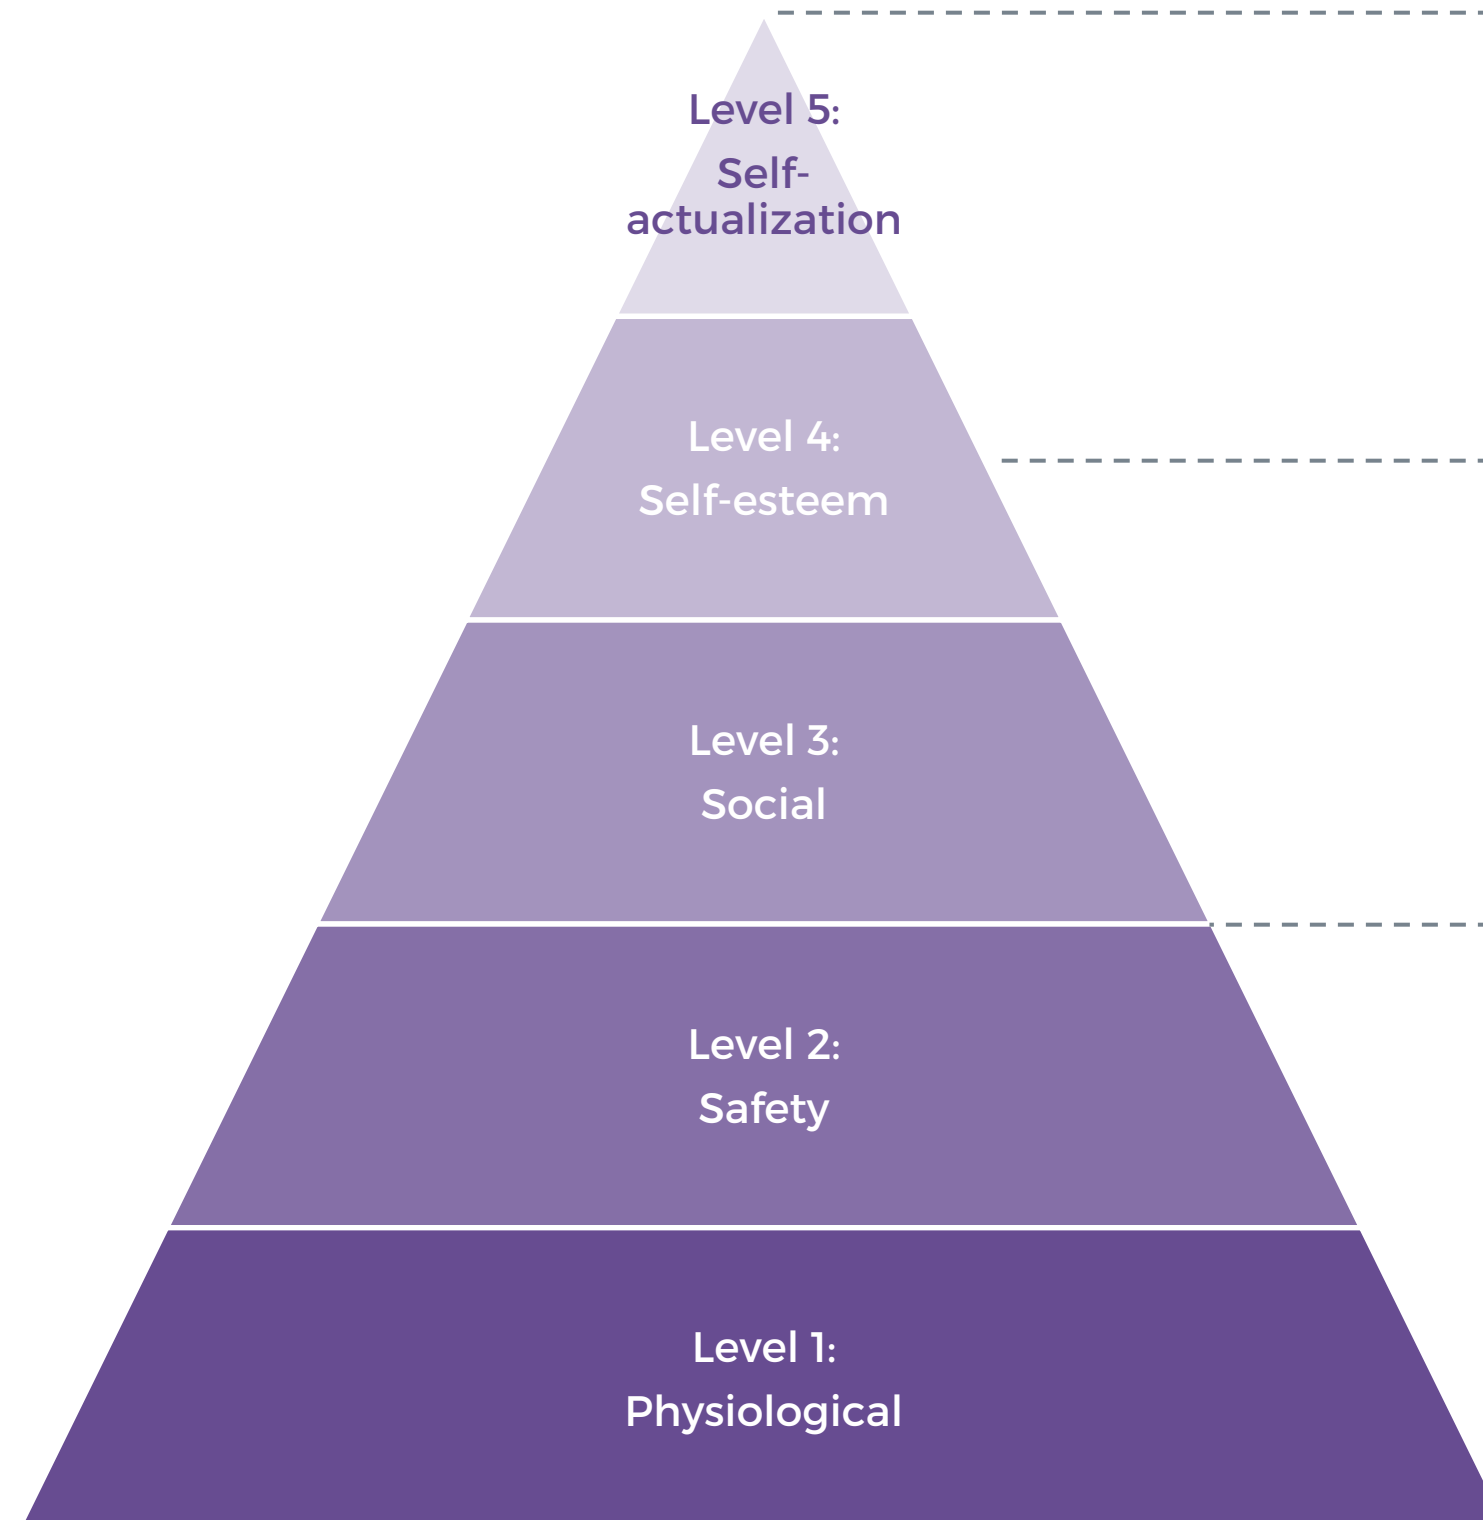 Level 5:
Self-
actualization
Level 4:
Self-esteem
Level 3:
Social
Level 2:
Safety
Level 1:
Physiological